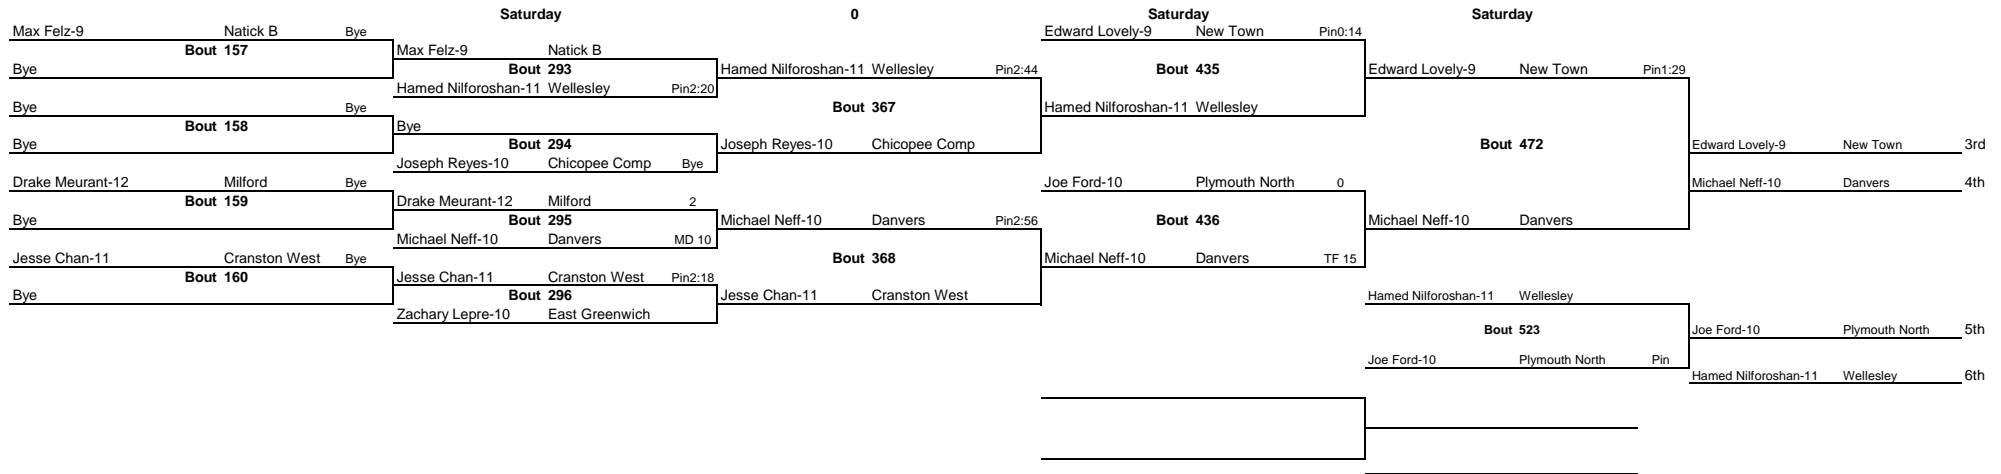 Saturday 0 Saturday Saturday
Max Felz-9 Natick B Bye
Bout 157
Bye
Bye Bye
Bout 158
Bye
Drake Meurant-12 Milford Bye
Bout 159
Bye
Jesse Chan-11 Cranston West Bye
Bout 160
Bye
Max Felz-9 Natick B
Bout 293
Hamed Nilforoshan-11 Wellesley Pin2:20
Bye
Bout 294
Joseph Reyes-10 Chicopee Comp Bye
Drake Meurant-12 Milford 2
Bout 295
Michael Neff-10 Danvers MD 10
Jesse Chan-11 Cranston West Pin2:18
Bout 296
Zachary Lepre-10 East Greenwich
Hamed Nilforoshan-11 Wellesley Pin2:44
Bout 367
Joseph Reyes-10 Chicopee Comp
Michael Neff-10 Danvers Pin2:56
Bout 368
Jesse Chan-11 Cranston West
Edward Lovely-9 New Town Pin0:14
Bout 435
Hamed Nilforoshan-11 Wellesley
Joe Ford-10 Plymouth North 0
Bout 436
Michael Neff-10 Danvers TF 15
Edward Lovely-9 New Town Pin1:29
Bout 472
Michael Neff-10 Danvers
Hamed Nilforoshan-11 Wellesley
Bout 523
Joe Ford-10 Plymouth North Pin
Edward Lovely-9 New Town 3rd
Michael Neff-10 Danvers 4th
Joe Ford-10 Plymouth North 5th
Hamed Nilforoshan-11 Wellesley 6th